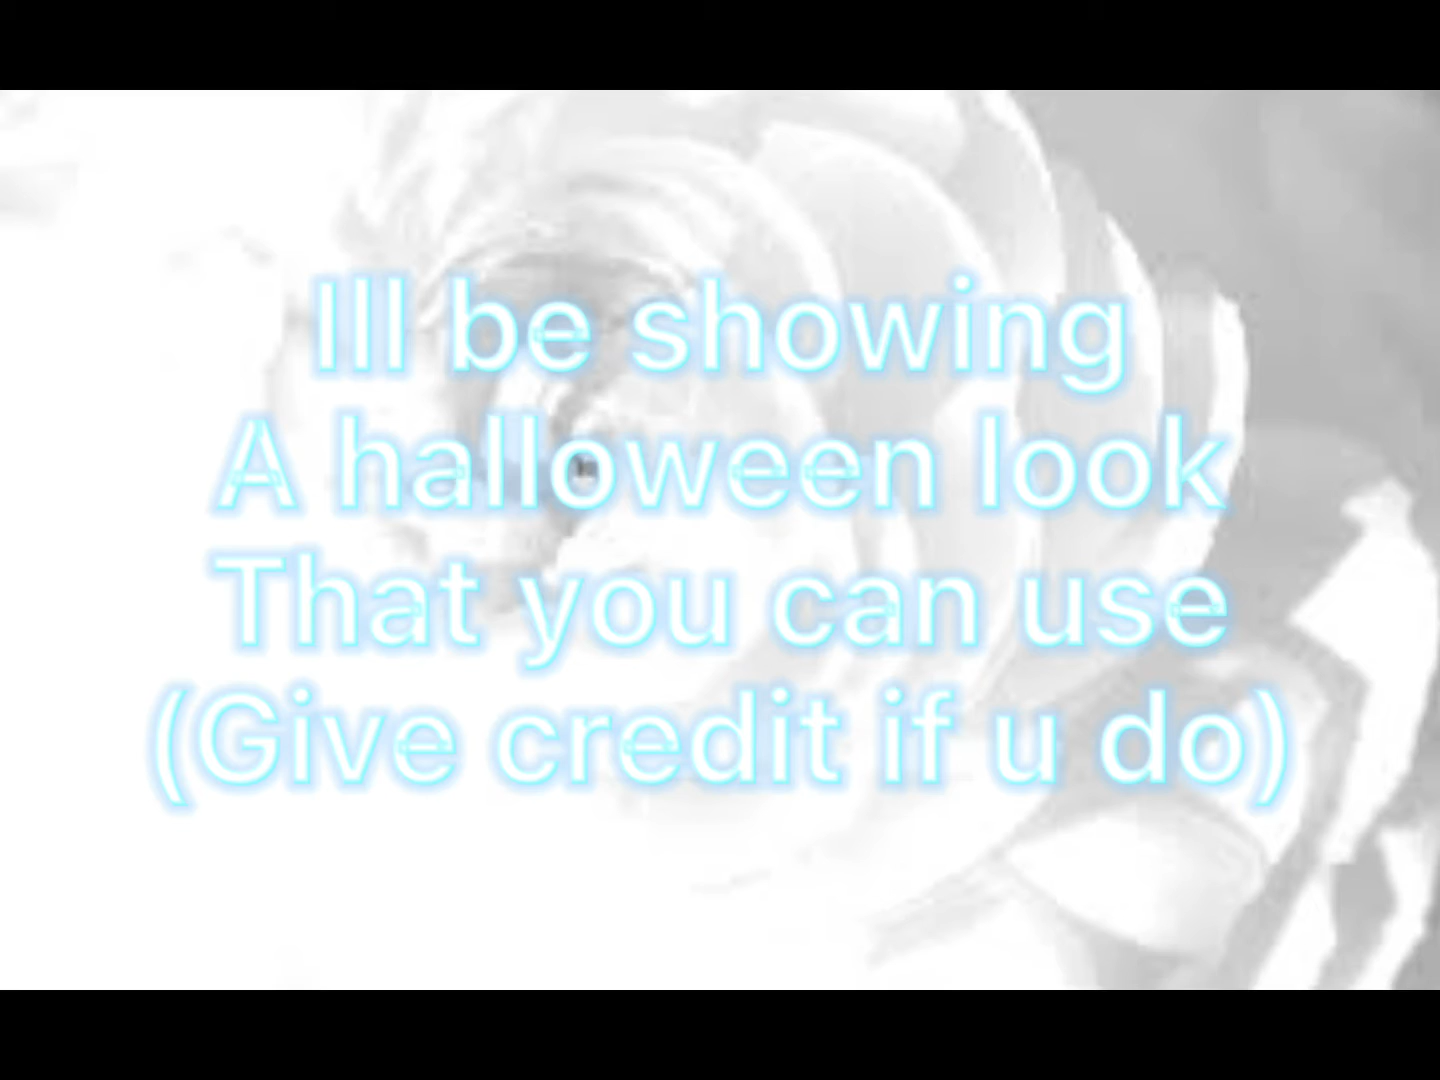 Ill be showing
A halloween look
That you can use
(Give credit if u do)